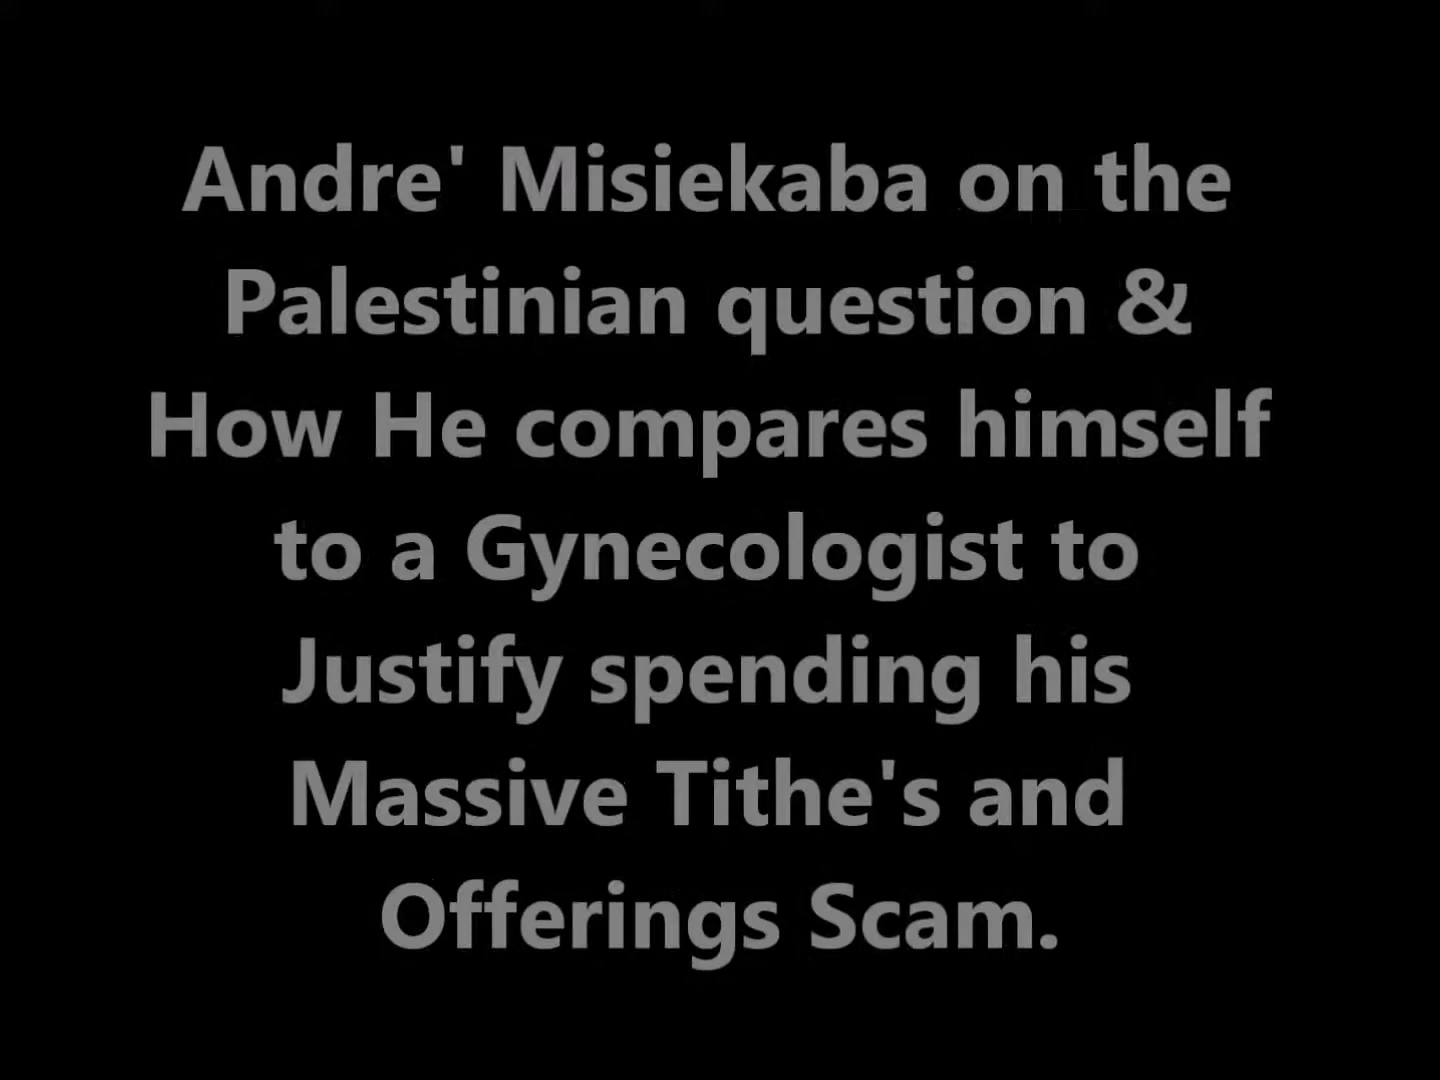 Andre' Misiekaba on the
Palestinian question &
How He compares himself
to a Gynecologist to
Justify spending his
Massive Tithe's and
Offerings Scam.